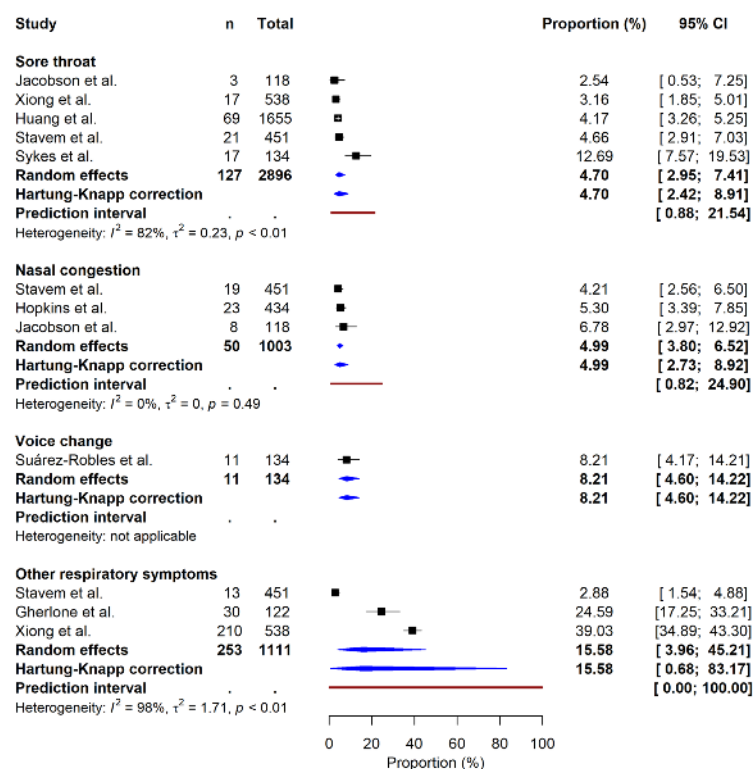 Study n Total Proportion (%) 95% CI
Sore throat
Jacobson et al. 3 118 2.54 [ 0.53; 7.25]
Xiong et al. 17 538 3.16 [ 1.85; 5.01]
Huang et al. 69 1655 4.17 [ 3.26; 5.25]
Stavem et al. 21 451 4.66 [ 2.91; 7.03]
Sykes et al. 17 134 12.69 [ 7.57; 19.53]
Random effects 127 2896 4.70 [ 2.95; 7.41]
Hartung-Knapp correction 4.70 [ 2.42; 8.91]
Prediction interval . . [ 0.88; 21.54]
Heterogeneity: I² = 82%, τ² = 0.23, p < 0.01
Nasal congestion
Stavem et al. 19 451 4.21 [ 2.56; 6.50]
Hopkins et al. 23 434 5.30 [ 3.39; 7.85]
Jacobson et al. 8 118 6.78 [ 2.97; 12.92]
Random effects 50 1003 4.99 [ 3.80; 6.52]
Hartung-Knapp correction 4.99 [ 2.73; 8.92]
Prediction interval . . [ 0.82; 24.90]
Heterogeneity: I² = 0%, τ² = 0, p = 0.49
Voice change
Suárez-Robles et al. 11 134 8.21 [ 4.17; 14.21]
Random effects 11 134 8.21 [ 4.60; 14.22]
Hartung-Knapp correction 8.21 [ 4.60; 14.22]
Prediction interval . .
Heterogeneity: not applicable
Other respiratory symptoms
Stavem et al. 13 451 2.88 [ 1.54; 4.88]
Gherlone et al. 30 122 24.59 [17.25; 33.21]
Xiong et al. 210 538 39.03 [34.89; 43.30]
Random effects 253 1111 15.58 [ 3.96; 45.21]
Hartung-Knapp correction 15.58 [ 0.68; 83.17]
Prediction interval . . [ 0.00; 100.00]
Heterogeneity: I² = 98%, τ² = 1.71, p < 0.01
0 20 40 60 80 100
Proportion (%)